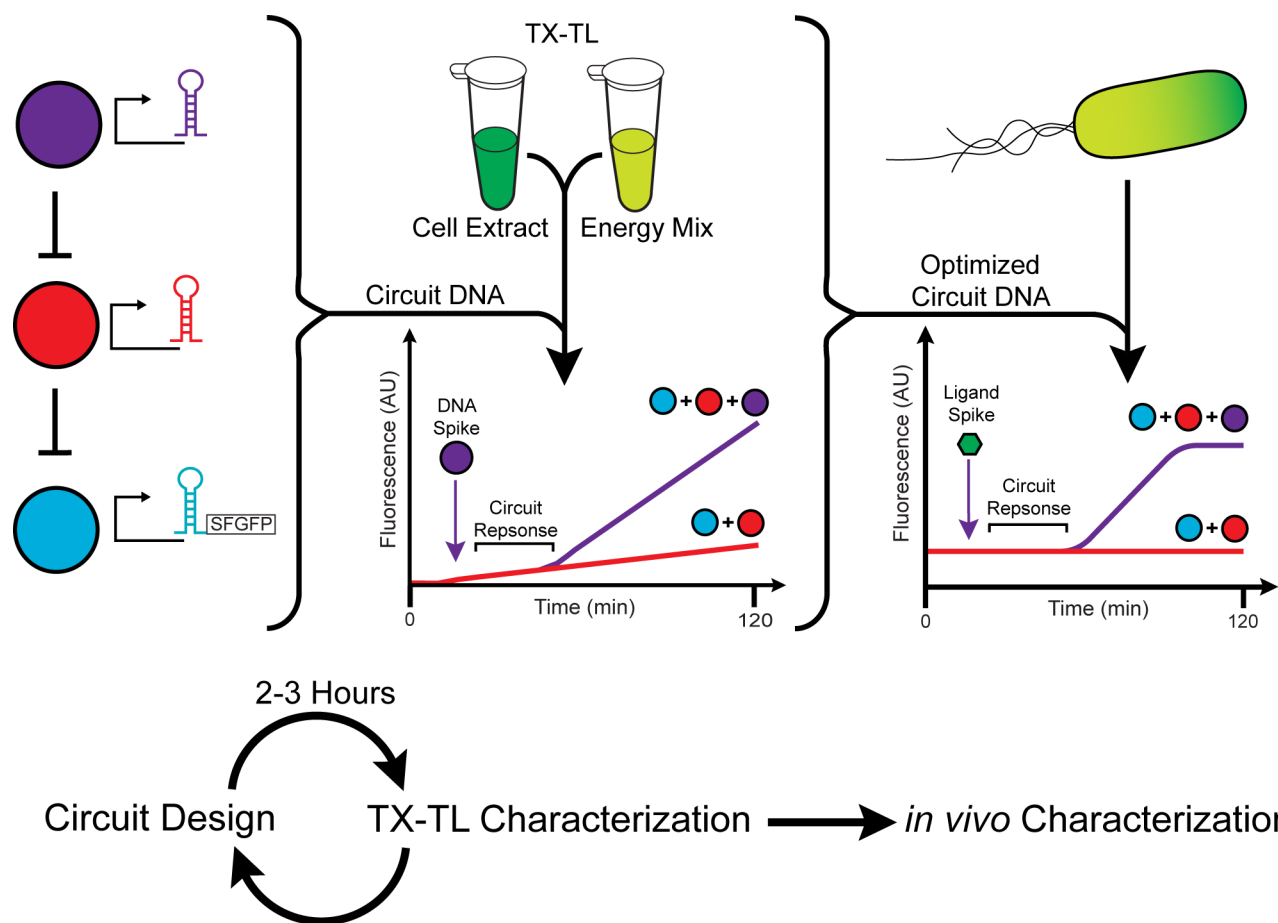 TX-TL
Cell Extract
Energy Mix
Circuit DNA
Optimized
Circuit DNA
SFGFP
Fluorescence (AU)
DNA
Spike
Circuit
Repsonse
+ +
+
0
Time (min)
120
Fluorescence (AU)
Ligand
Spike
Circuit
Repsonse
+ +
+
0
Time (min)
120
2-3 Hours
Circuit Design
TX-TL Characterization
in vivo Characterization